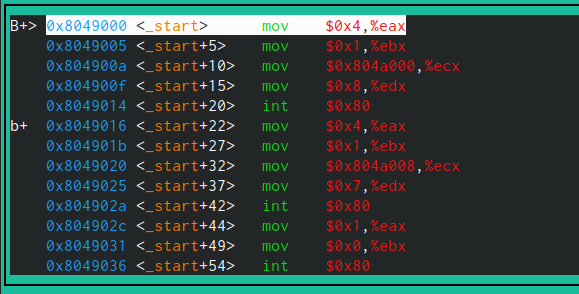 B+> 0x8049000 <_start> mov $0x4,%eax
0x8049005 <_start+5> mov $0x1,%ebx
0x804900a <_start+10> mov $0x804a000,%ecx
0x804900f <_start+15> mov $0x8,%edx
0x8049014 <_start+20> int $0x80
b+ 0x8049016 <_start+22> mov $0x4,%eax
0x804901b <_start+27> mov $0x1,%ebx
0x8049020 <_start+32> mov $0x804a008,%ecx
0x8049025 <_start+37> mov $0x7,%edx
0x804902a <_start+42> int $0x80
0x804902c <_start+44> mov $0x1,%eax
0x8049031 <_start+49> mov $0x0,%ebx
0x8049036 <_start+54> int $0x80